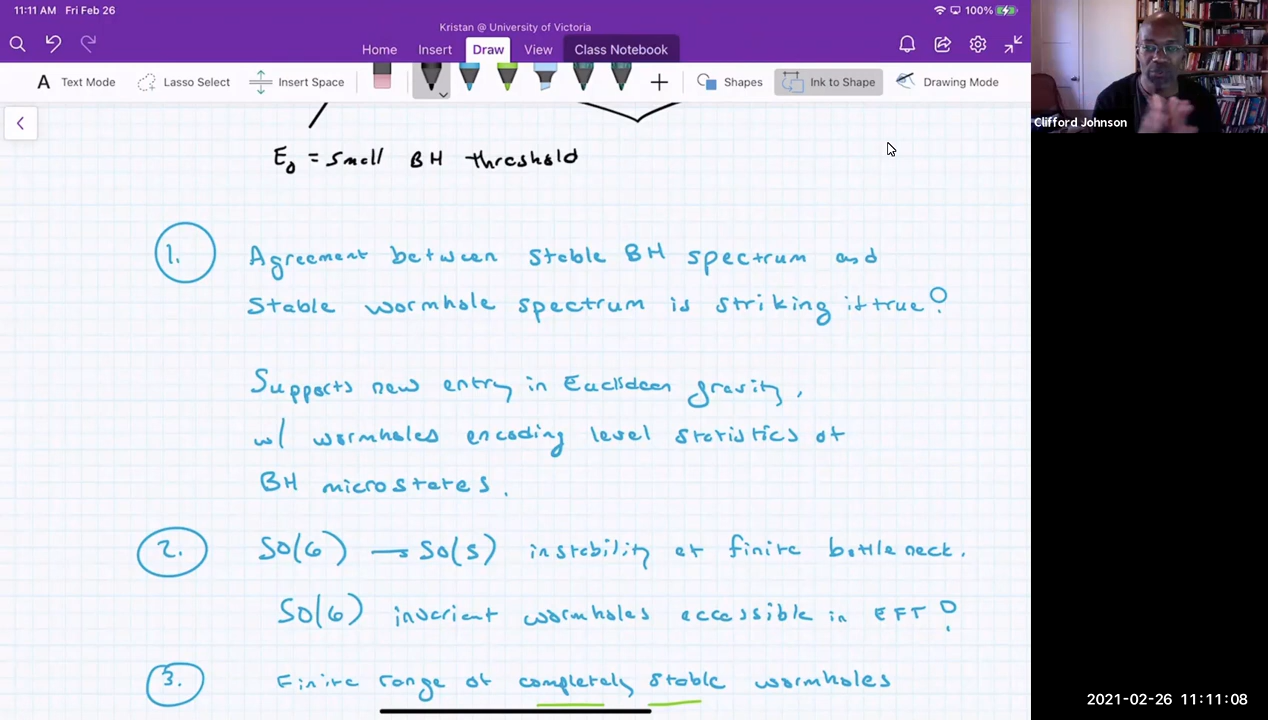 11:11 AM Fri Feb 26
100%
Kristan @ University of Victoria
Home Insert Draw View Class Notebook
A Text Mode Lasso Select Insert Space Shapes Ink to Shape Drawing Mode
Clifford Johnson
E0 = small BH threshold
1. Agreement between stable BH spectrum and
stable wormhole spectrum is striking if true!
Supports new entry in Euclidean gravity,
w/ wormholes encoding level statistics of
BH microstates.
2. SO(6) → SO(5) instability at finite bottleneck.
SO(6) invariant wormholes accessible in EFT?
3. Finite range of completely stable wormholes
2021-02-26 11:11:08